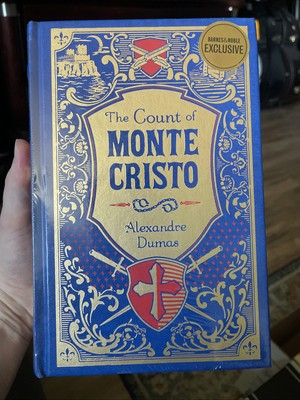 BARNES & NOBLE
EXCLUSIVE
The Count of
MONTE
CRISTO
Alexandre
Dumas